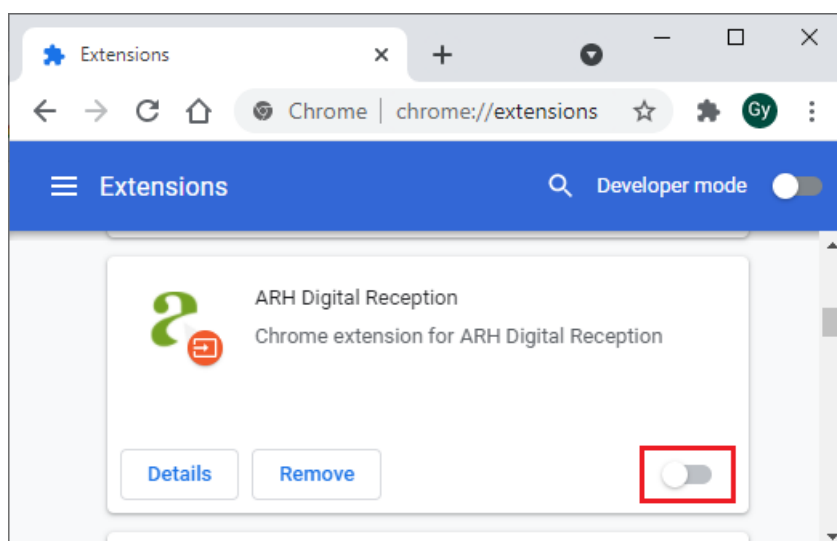 Extensions
Chrome | chrome://extensions
Gy
Extensions
Developer mode
ARH Digital Reception
Chrome extension for ARH Digital Reception
Details
Remove